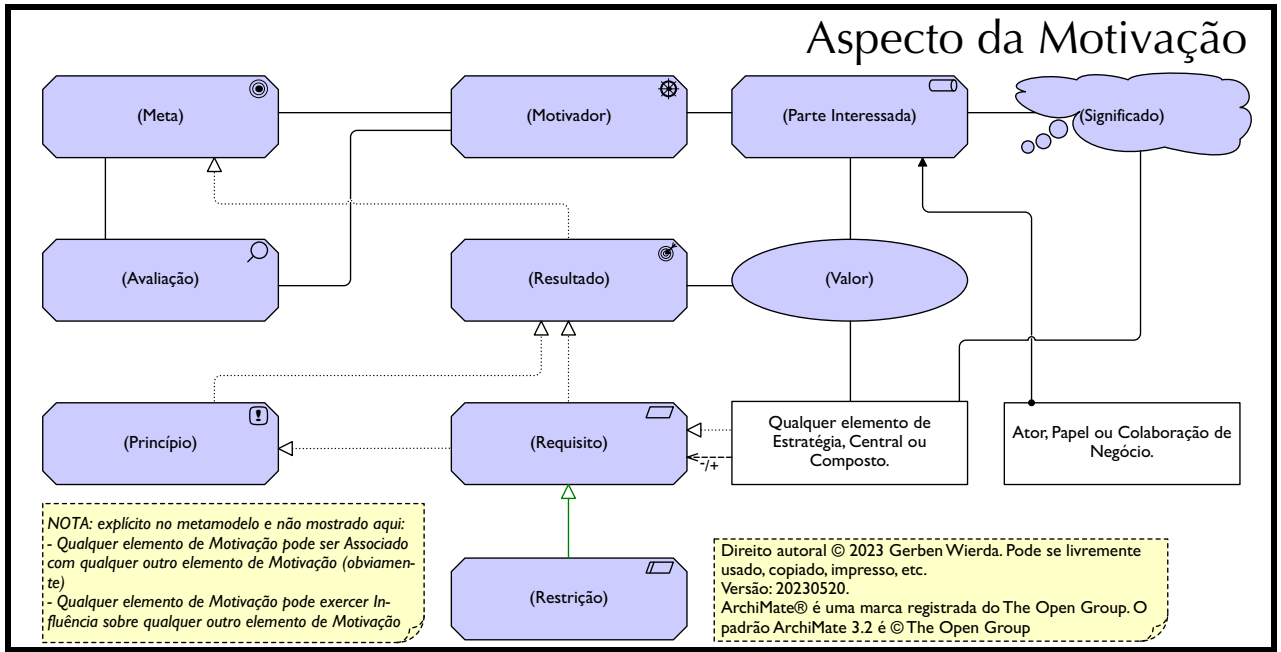 Aspecto da Motivação
(Meta)
(Motivador)
(Parte Interessada)
(Significado)
(Avaliação)
(Resultado)
(Valor)
(Princípio)
(Requisito)
Qualquer elemento de
Estratégia, Central ou
Composto.
Ator, Papel ou Colaboração de
Negócio.
-/+
(Restrição)
NOTA: explícito no metamodelo e não mostrado aqui:
- Qualquer elemento de Motivação pode ser Associado
com qualquer outro elemento de Motivação (obviamen-
te)
- Qualquer elemento de Motivação pode exercer In-
fluência sobre qualquer outro elemento de Motivação
Direito autoral © 2023 Gerben Wierda. Pode se livremente
usado, copiado, impresso, etc.
Versão: 20230520.
ArchiMate® é uma marca registrada do The Open Group. O
padrão ArchiMate 3.2 é © The Open Group